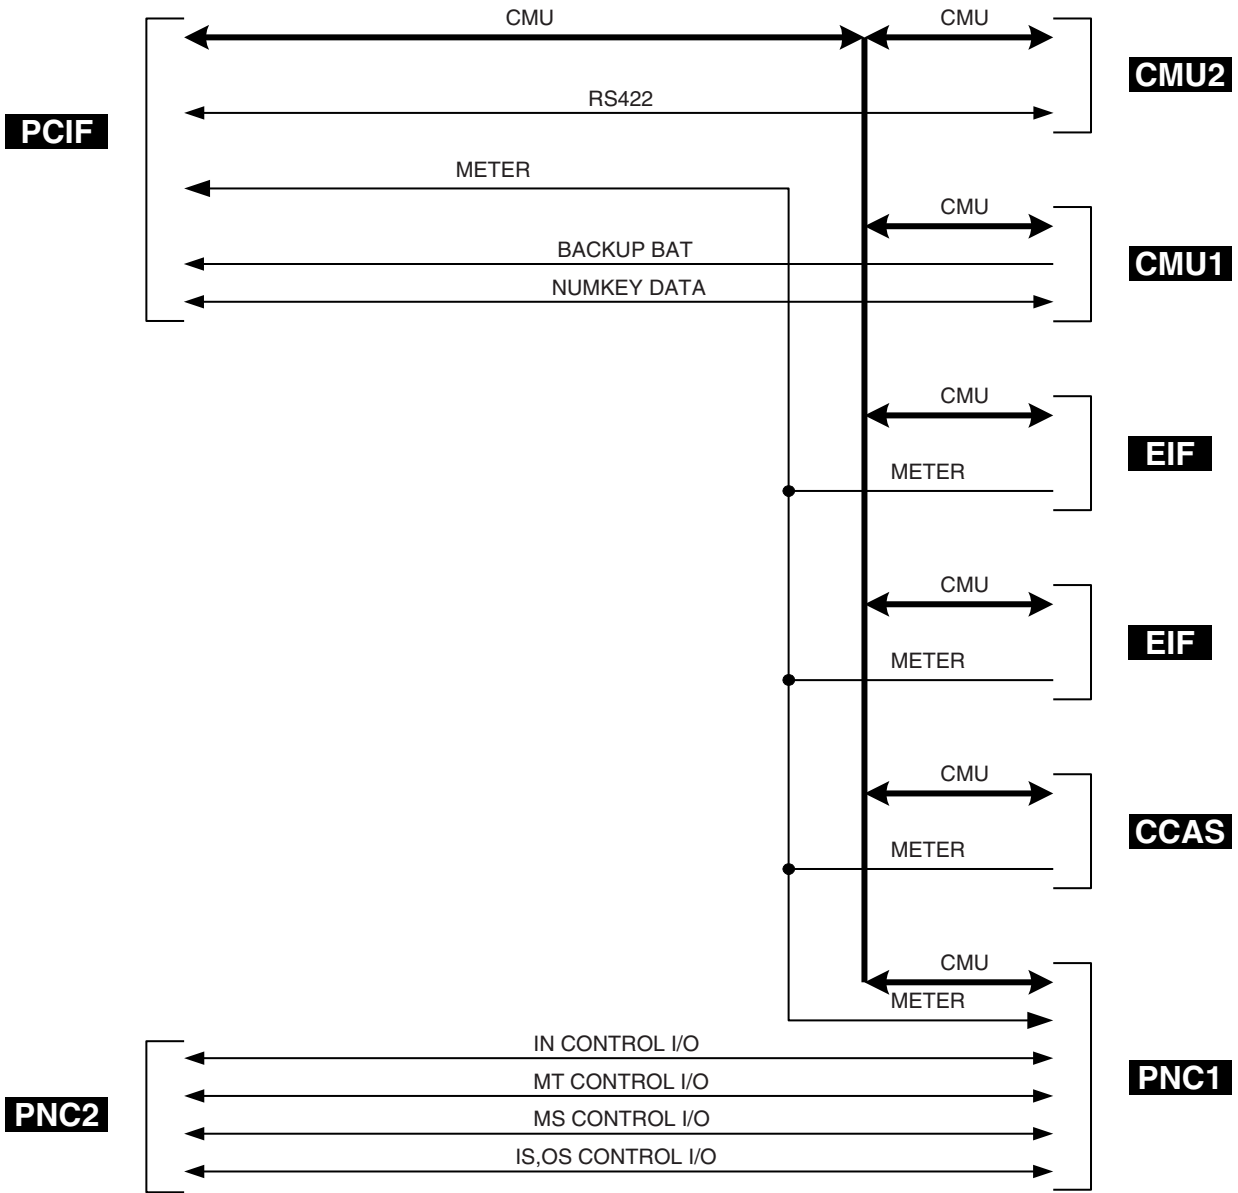 CMU
CMU
CMU2
RS422
PCIF
METER
CMU
BACKUP BAT
CMU1
NUMKEY DATA
CMU
EIF
METER
CMU
EIF
METER
CMU
CCAS
METER
CMU
METER
IN CONTROL I/O
MT CONTROL I/O
PNC1
MS CONTROL I/O
PNC2
IS,OS CONTROL I/O